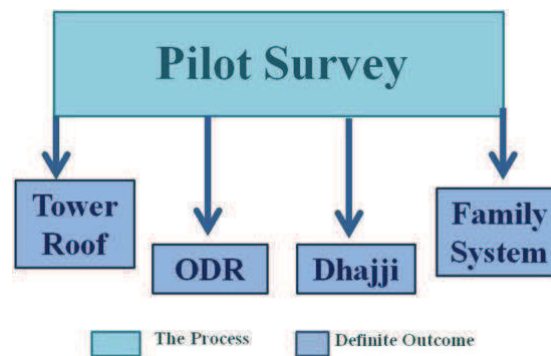 Pilot Survey
Tower
Roof
ODR
Dhajji
Family
System
The Process
Definite Outcome